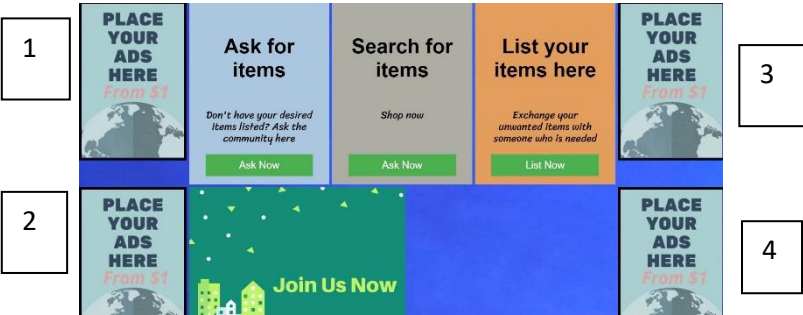 1
PLACE
YOUR
ADS
HERE
From $1
Ask for
items
Don't have your desired
items listed? Ask the
community here
Ask Now
Search for
items
Shop now
Ask Now
List your
items here
Exchange your
unwanted items with
someone who is needed
List Now
PLACE
YOUR
ADS
HERE
From $1
3
2
PLACE
YOUR
ADS
HERE
From $1
Join Us Now
PLACE
YOUR
ADS
HERE
From $1
4